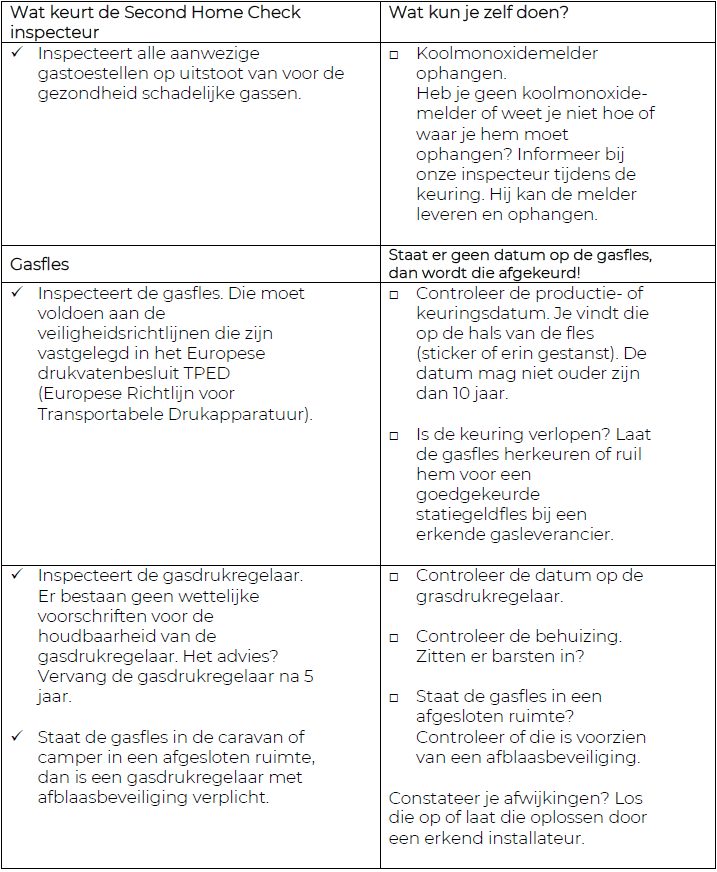 Wat keurt de Second Home Check
inspecteur
Wat kun je zelf doen?
✓ Inspecteert alle aanwezige
gastoestellen op uitstoot van voor de
gezondheid schadelijke gassen.
□ Koolmonoxidemelder
ophangen.
Heb je geen koolmonoxide-
melder of weet je niet hoe of
waar je hem moet
ophangen? Informeer bij
onze inspecteur tijdens de
keuring. Hij kan de melder
leveren en ophangen.
Gasfles
Staat er geen datum op de gasfles,
dan wordt die afgekeurd!
✓ Inspecteert de gasfles. Die moet
voldoen aan de
veiligheidsrichtlijnen die zijn
vastgelegd in het Europese
drukvatenbesluit TPED
(Europese Richtlijn voor
Transportabele Drukapparatuur).
□ Controleer de productie- of
keuringsdatum. Je vindt die
op de hals van de fles
(sticker of erin gestanst). De
datum mag niet ouder zijn
dan 10 jaar.
□ Is de keuring verlopen? Laat
de gasfles herkeuren of ruil
hem voor een
goedgekeurde
statiegeldfles bij een
erkende gasleverancier.
✓ Inspecteert de gasdrukregelaar.
Er bestaan geen wettelijke
voorschriften voor de
houdbaarheid van de
gasdrukregelaar. Het advies?
Vervang de gasdrukregelaar na 5
jaar.
✓ Staat de gasfles in de caravan of
camper in een afgesloten ruimte,
dan is een gasdrukregelaar met
afblaasbeveiliging verplicht.
□ Controleer de datum op de
grasdrukregelaar.
□ Controleer de behuizing.
Zitten er barsten in?
□ Staat de gasfles in een
afgesloten ruimte?
Controleer of die is voorzien
van een afblaasbeveiliging.
Constateer je afwijkingen? Los
die op of laat die oplossen door
een erkend installateur.